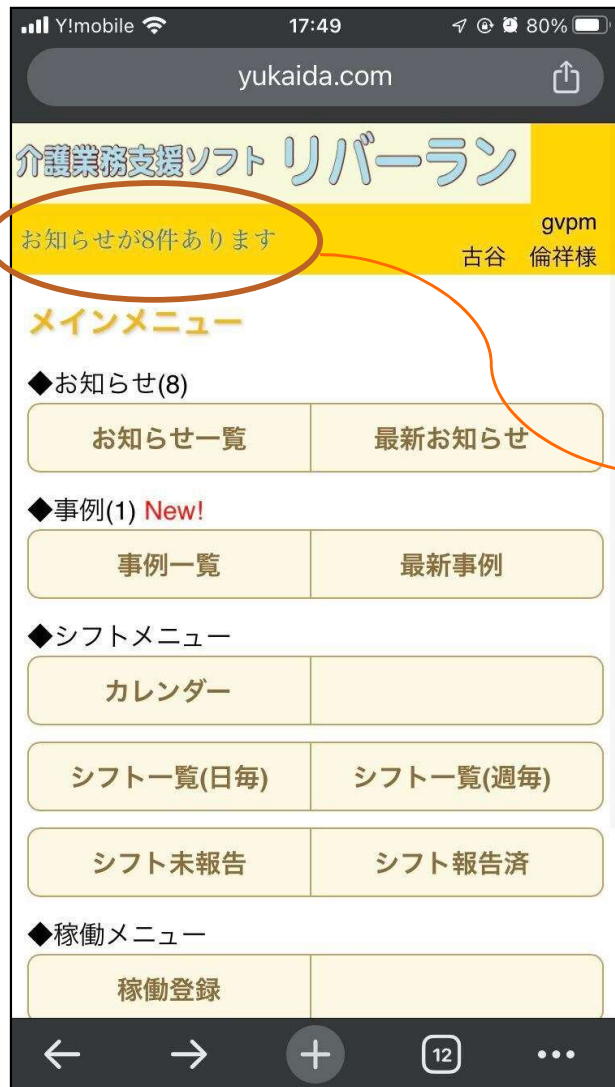 Y!mobile 17:49 80%
yukaida.com
介護業務支援ソフト リバーラン
お知らせが8件あります
gvpm
古谷 倫祥様
メインメニュー
◆お知らせ(8)
お知らせ一覧 最新お知らせ
◆事例(1) New!
事例一覧 最新事例
◆シフトメニュー
カレンダー
シフト一覧(日毎) シフト一覧(週毎)
シフト未報告 シフト報告済
◆稼働メニュー
稼働登録
12